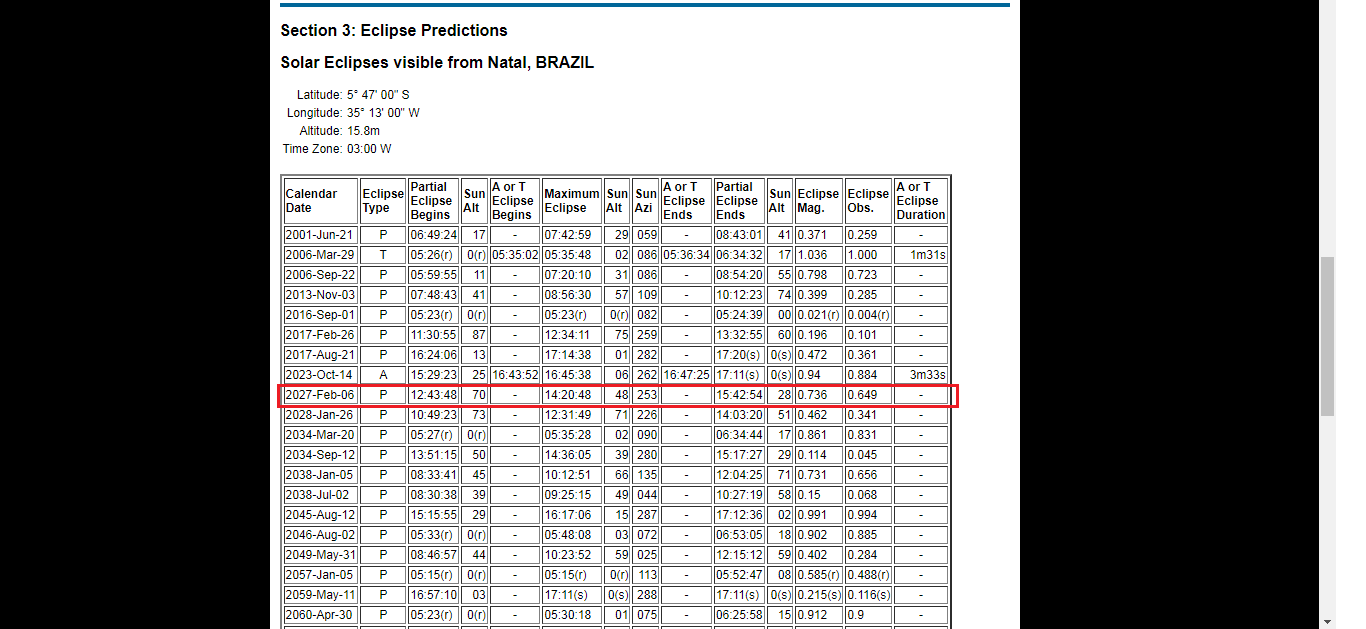 Section 3: Eclipse Predictions
Solar Eclipses visible from Natal, BRAZIL
Latitude: 5° 47' 00" S
Longitude: 35° 13' 00" W
Altitude: 15.8m
Time Zone: 03:00 W
Calendar Date Eclipse Type Partial Eclipse Begins Sun Alt A or T Eclipse Begins Maximum Eclipse Sun Alt Sun Azi A or T Eclipse Ends Partial Eclipse Ends Sun Alt Eclipse Mag. Eclipse Obs. A or T Eclipse Duration
2001-Jun-21 P 06:49:24 17 - 07:42:59 29 059 - 08:43:01 41 0.371 0.259 -
2006-Mar-29 T 05:26(r) 0(r) 05:35:02 05:35:48 02 086 05:36:34 06:34:32 17 1.036 1.000 1m31s
2006-Sep-22 P 05:59:55 11 - 07:20:10 31 086 - 08:54:20 55 0.798 0.723 -
2013-Nov-03 P 07:48:43 41 - 08:56:30 57 109 - 10:12:23 74 0.399 0.285 -
2016-Sep-01 P 05:23(r) 0(r) - 05:23(r) 0(r) 082 - 05:24:39 00 0.021(r) 0.004(r) -
2017-Feb-26 P 11:30:55 87 - 12:34:11 75 259 - 13:32:55 60 0.196 0.101 -
2017-Aug-21 P 16:24:06 13 - 17:14:38 01 282 - 17:20(s) 0(s) 0.472 0.361 -
2023-Oct-14 A 15:29:23 25 16:43:52 16:45:38 06 262 16:47:25 17:11(s) 0(s) 0.94 0.884 3m33s
2027-Feb-06 P 12:43:48 70 - 14:20:48 48 253 - 15:42:54 28 0.736 0.649 -
2028-Jan-26 P 10:49:23 73 - 12:31:49 71 226 - 14:03:20 51 0.462 0.341 -
2034-Mar-20 P 05:27(r) 0(r) - 05:35:28 02 090 - 06:34:44 17 0.861 0.831 -
2034-Sep-12 P 13:51:15 50 - 14:36:05 39 280 - 15:17:27 29 0.114 0.045 -
2038-Jan-05 P 08:33:41 45 - 10:12:51 66 135 - 12:04:25 71 0.731 0.656 -
2038-Jul-02 P 08:30:38 39 - 09:25:15 49 044 - 10:27:19 58 0.15 0.068 -
2045-Aug-12 P 15:15:55 29 - 16:17:06 15 287 - 17:12:36 02 0.991 0.994 -
2046-Aug-02 P 05:33(r) 0(r) - 05:48:08 03 072 - 06:53:05 18 0.902 0.885 -
2049-May-31 P 08:46:57 44 - 10:23:52 59 025 - 12:15:12 59 0.402 0.284 -
2057-Jan-05 P 05:15(r) 0(r) - 05:15(r) 0(r) 113 - 05:52:47 08 0.585(r) 0.488(r) -
2059-May-11 P 16:57:10 03 - 17:11(s) 0(s) 288 - 17:11(s) 0(s) 0.215(s) 0.116(s) -
2060-Apr-30 P 05:23(r) 0(r) - 05:30:18 01 075 - 06:25:58 15 0.912 0.9 -